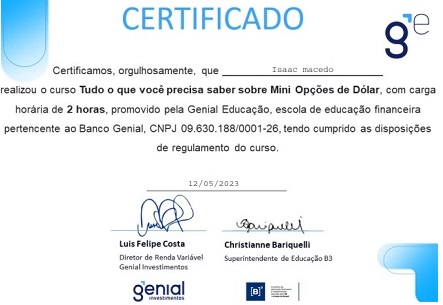 CERTIFICADO
ge
Certificamos, orgulhosamente, que Isaac macedo
realizou o curso Tudo o que você precisa saber sobre Mini Opções de Dólar, com carga
horária de 2 horas, promovido pela Genial Educação, escola de educação financeira
pertencente ao Banco Genial, CNPJ 09.630.188/0001-26, tendo cumprido as disposições
de regulamento do curso.
12/05/2023
Luis Felipe Costa
Diretor de Renda Variável
Genial Investimentos
Christianne Bariquelli
Superintendente de Educação B3
genial
investimentos
[B]³